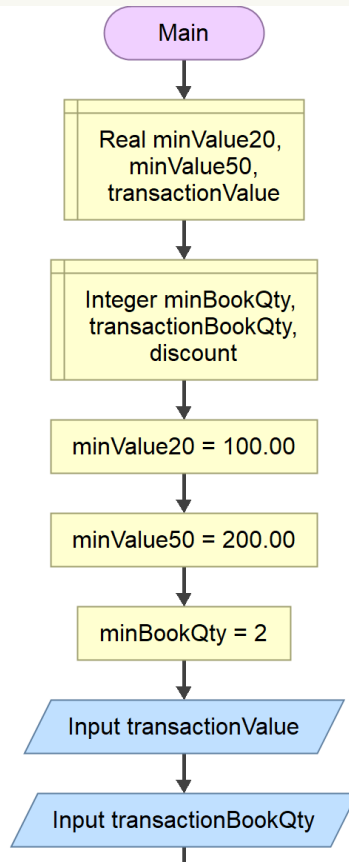 Main
Real minValue20,
minValue50,
transactionValue
Integer minBookQty,
transactionBookQty,
discount
minValue20 = 100.00
minValue50 = 200.00
minBookQty = 2
Input transactionValue
Input transactionBookQty